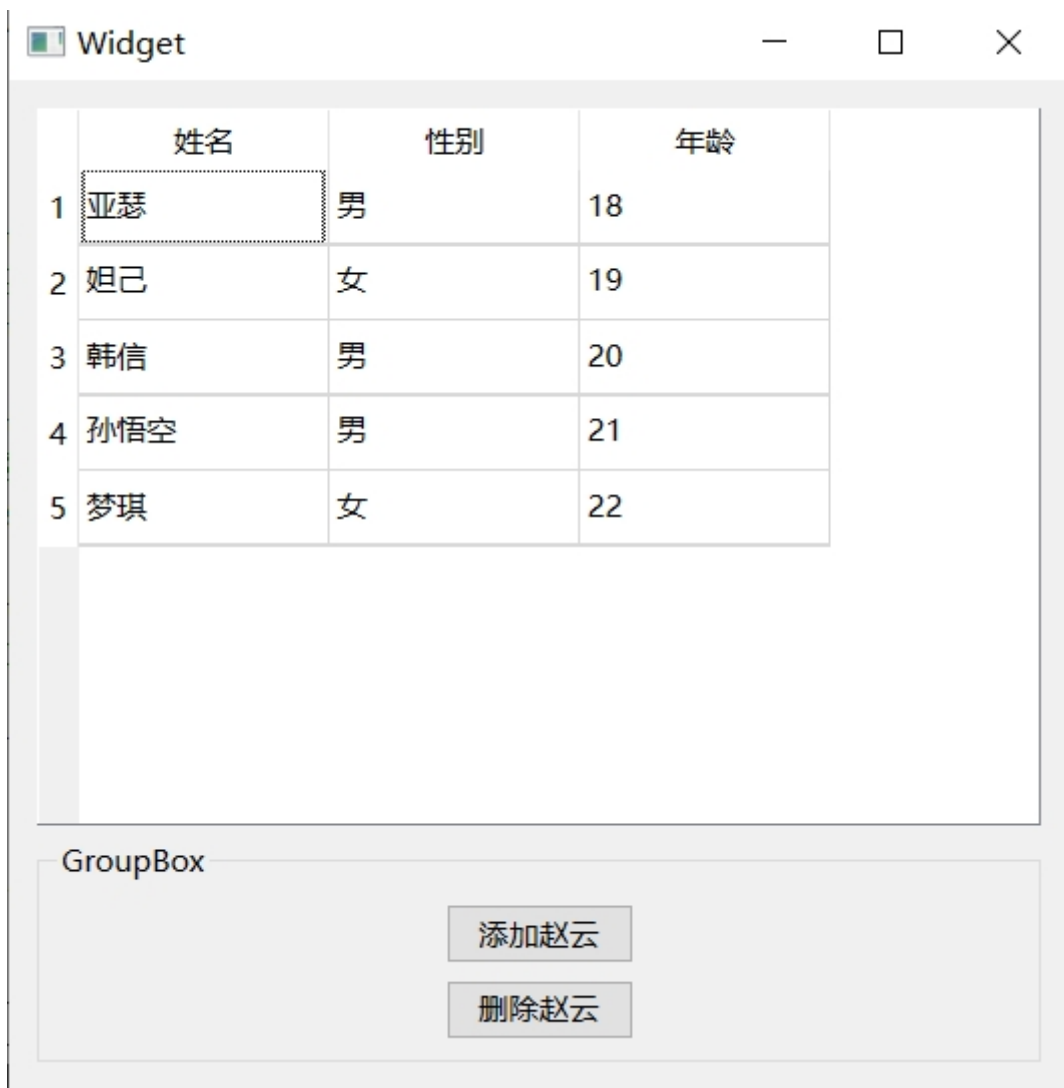 Widget
姓名 性别 年龄
1 亚瑟 男 18
2 妲己 女 19
3 韩信 男 20
4 孙悟空 男 21
5 梦琪 女 22
GroupBox
添加赵云
删除赵云